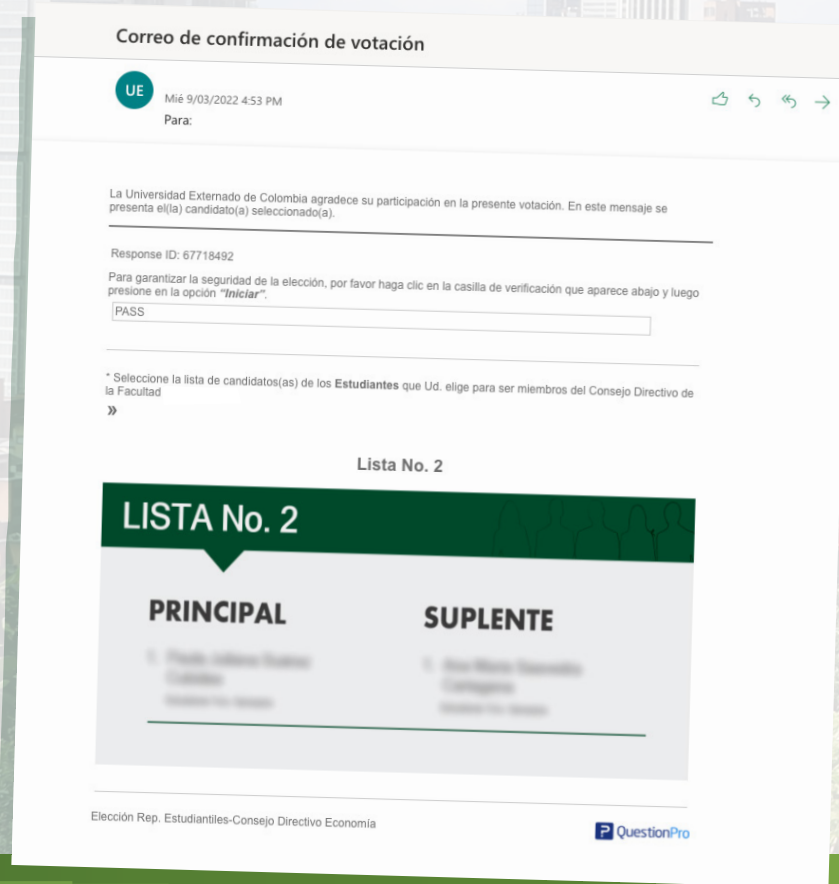 Correo de confirmación de votación
UE
Mié 9/03/2022 4:53 PM
Para:
La Universidad Externado de Colombia agradece su participación en la presente votación. En este mensaje se
presenta el(la) candidato(a) seleccionado(a).
Response ID: 67718492
Para garantizar la seguridad de la elección, por favor haga clic en la casilla de verificación que aparece abajo y luego
presione en la opción "Iniciar".
PASS
* Seleccione la lista de candidatos(as) de los Estudiantes que Ud. elige para ser miembros del Consejo Directivo de
la Facultad
»
Lista No. 2
LISTA No. 2
PRINCIPAL
SUPLENTE
1.
1.
Elección Rep. Estudiantiles-Consejo Directivo Economía
QuestionPro